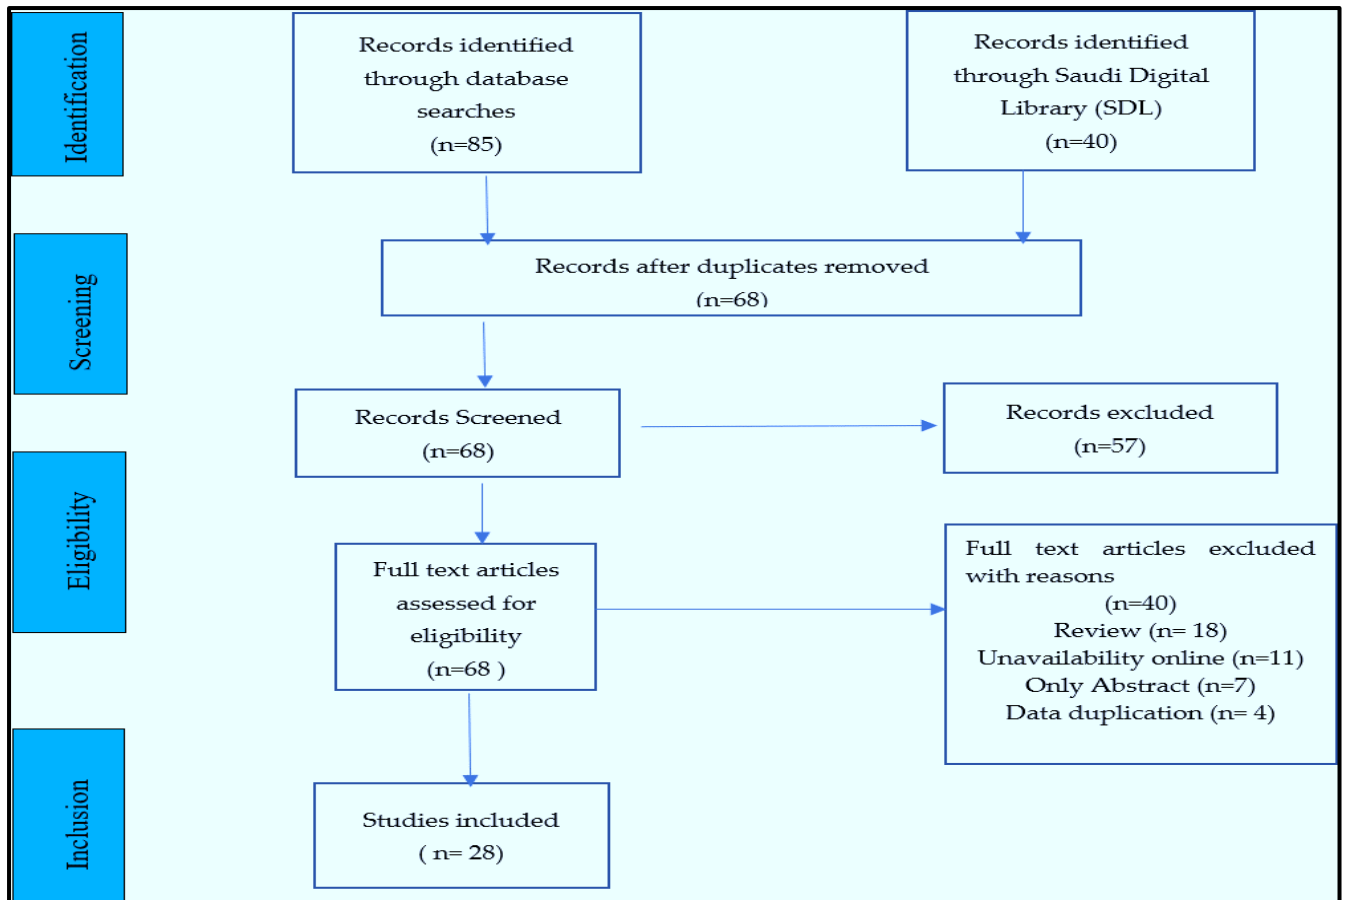 Identification
Records identified
through database
searches
(n=85)
Records identified
through Saudi Digital
Library (SDL)
(n=40)
Screening
Records after duplicates removed
(n=68)
Records Screened
(n=68)
Records excluded
(n=57)
Eligibility
Full text articles
assessed for
eligibility
(n=68 )
Full text articles excluded
with reasons
(n=40)
Review (n= 18)
Unavailability online (n=11)
Only Abstract (n=7)
Data duplication (n= 4)
Inclusion
Studies included
( n= 28)